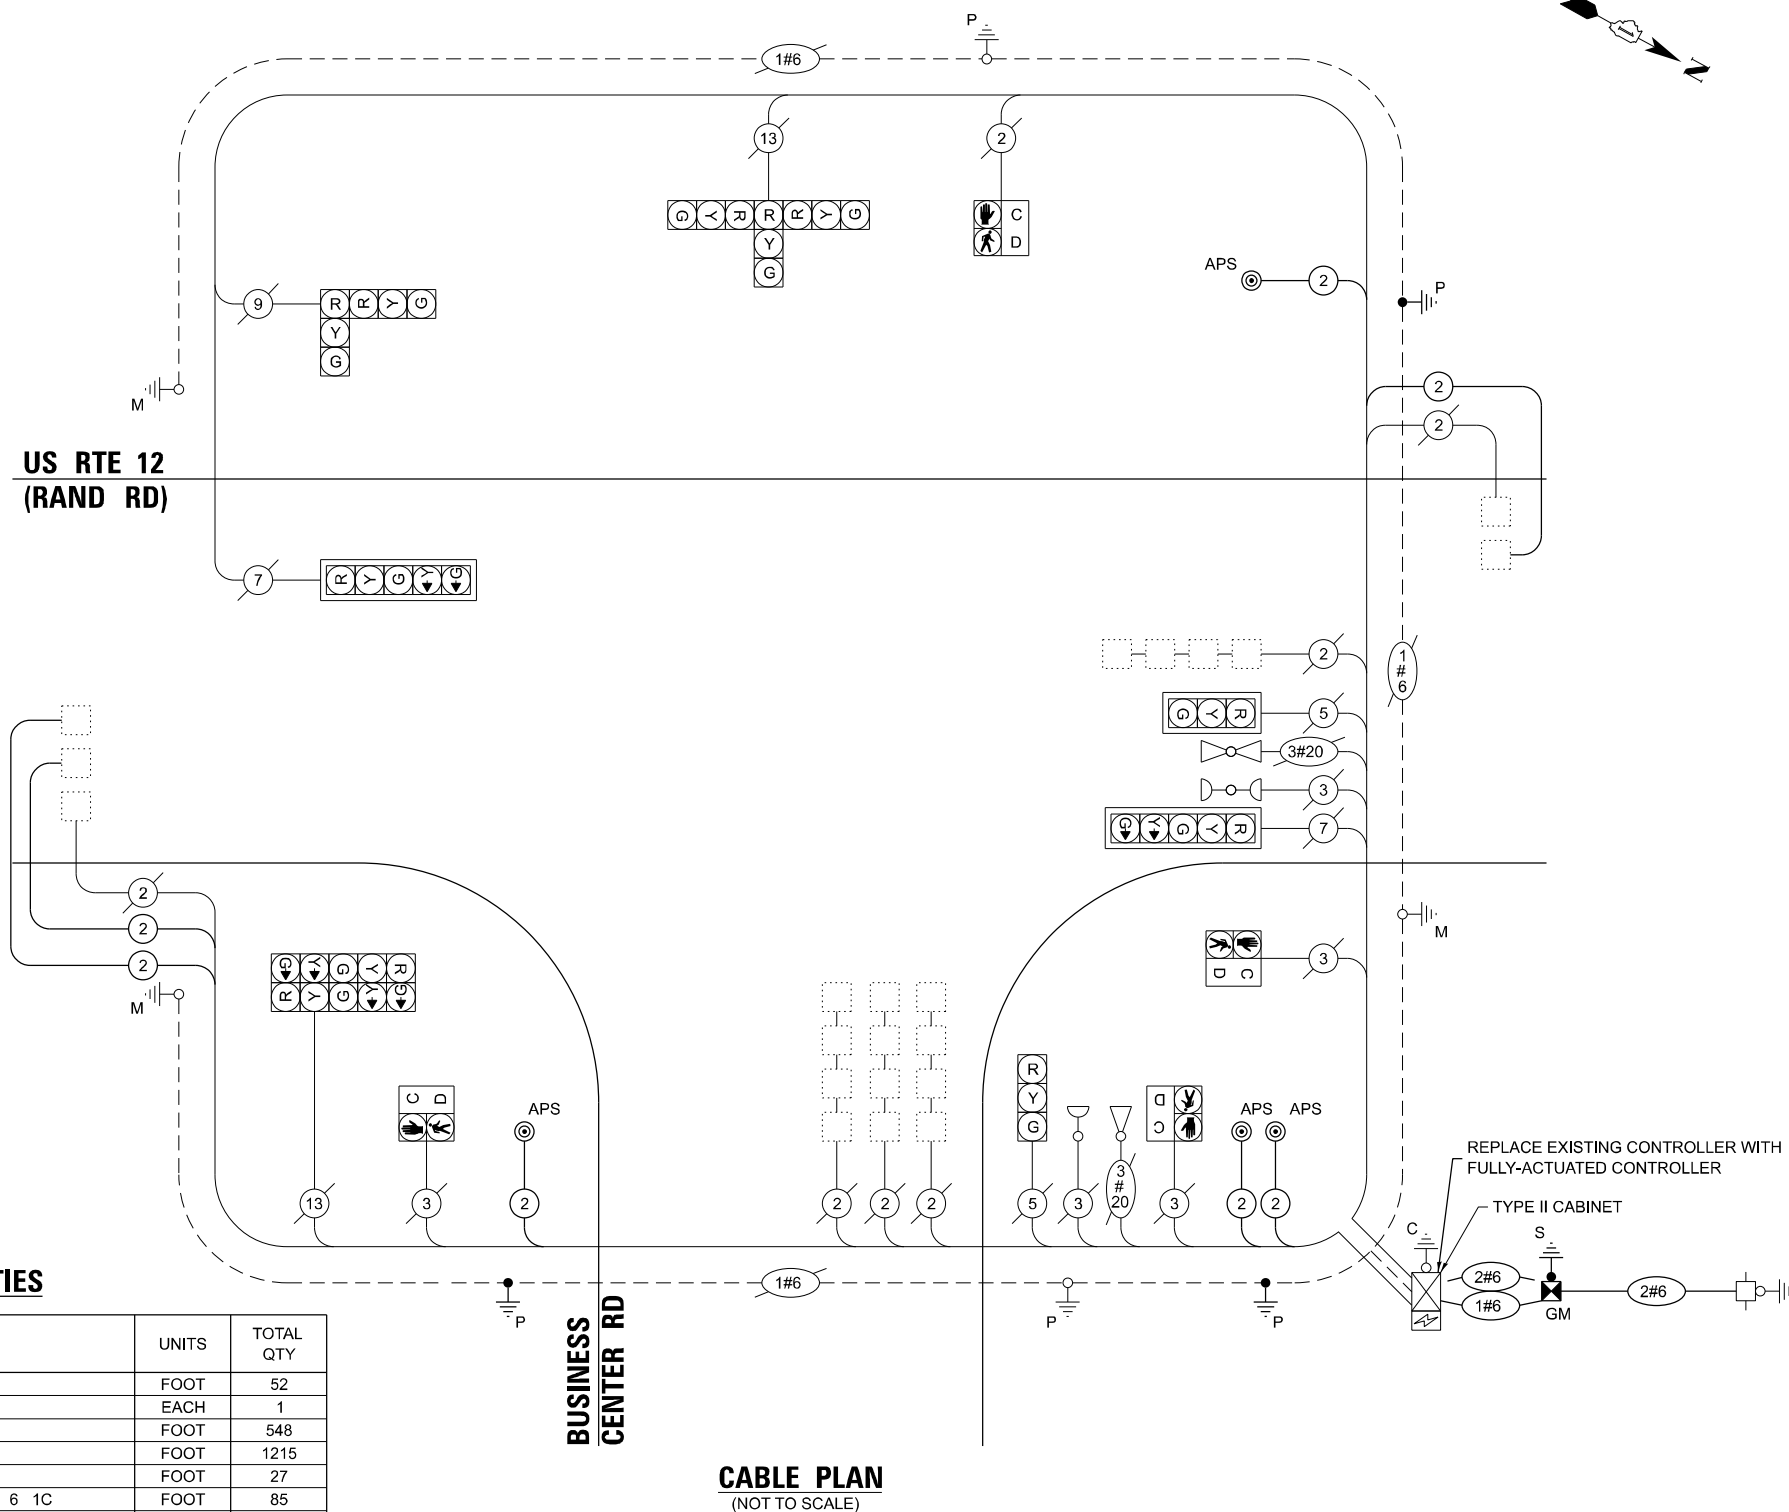 P
1#6
N
13
2
G Y R R R Y G
Y
G
C
D
APS
2
P
9
R R Y G
Y
G
M
2
2
US RTE 12
(RAND RD)
7
R Y G Y G
2
1
#
6
R Y G
5
3#20
3
G Y G Y R
7
2
2
2
M
M
D C
3
G Y G Y R
R Y G Y G
C D
APS
R
Y
G
D
C
APS APS
13
3
2
2
2
2
5
3
3
#
20
3
2
2
REPLACE EXISTING CONTROLLER WITH
FULLY-ACTUATED CONTROLLER
TYPE II CABINET
C
S
2#6
1#6
GM
2#6
1#6
P
P
P
BUSINESS
CENTER RD
TIES
UNITS TOTAL
QTY
FOOT 52
EACH 1
FOOT 548
FOOT 1215
FOOT 27
6 1C FOOT 85
CABLE PLAN
(NOT TO SCALE)